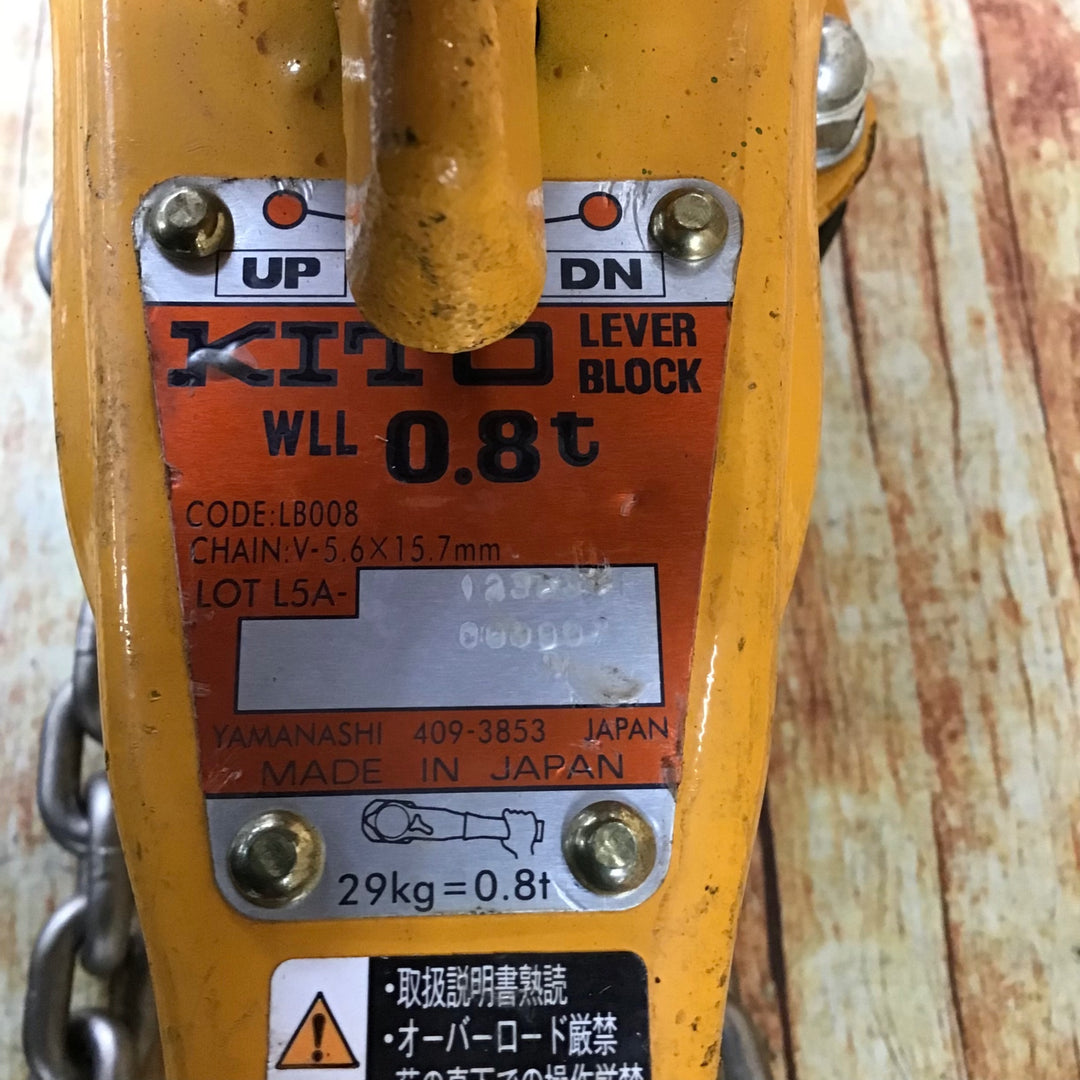 UP DN
KITO LEVER BLOCK
WLL 0.8t
CODE:LB008
CHAIN:V-5.6×15.7mm
LOT L5A-
YAMANASHI 409-3853 JAPAN
MADE IN JAPAN
29kg=0.8t
・取扱説明書熟読
・オーバーロード厳禁